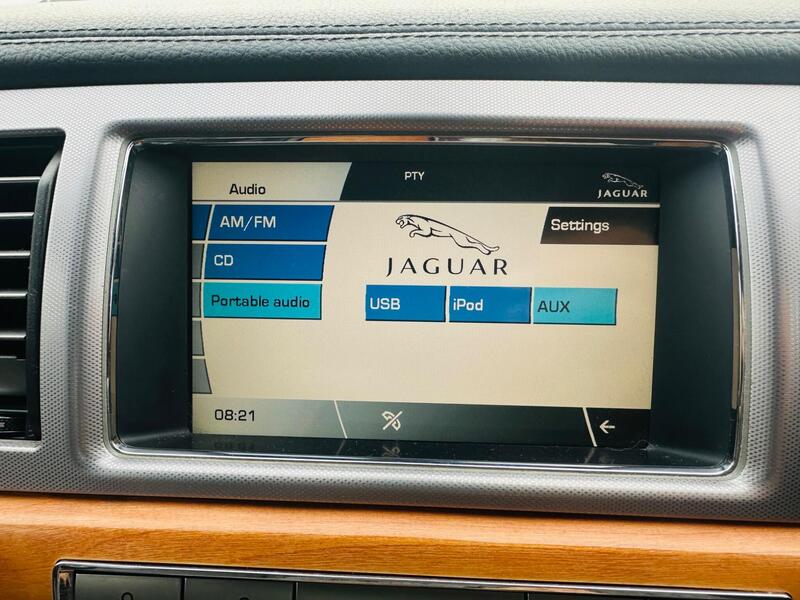 Audio
PTY
JAGUAR
AM/FM
Settings
CD
JAGUAR
Portable audio
USB
iPod
AUX
08:21